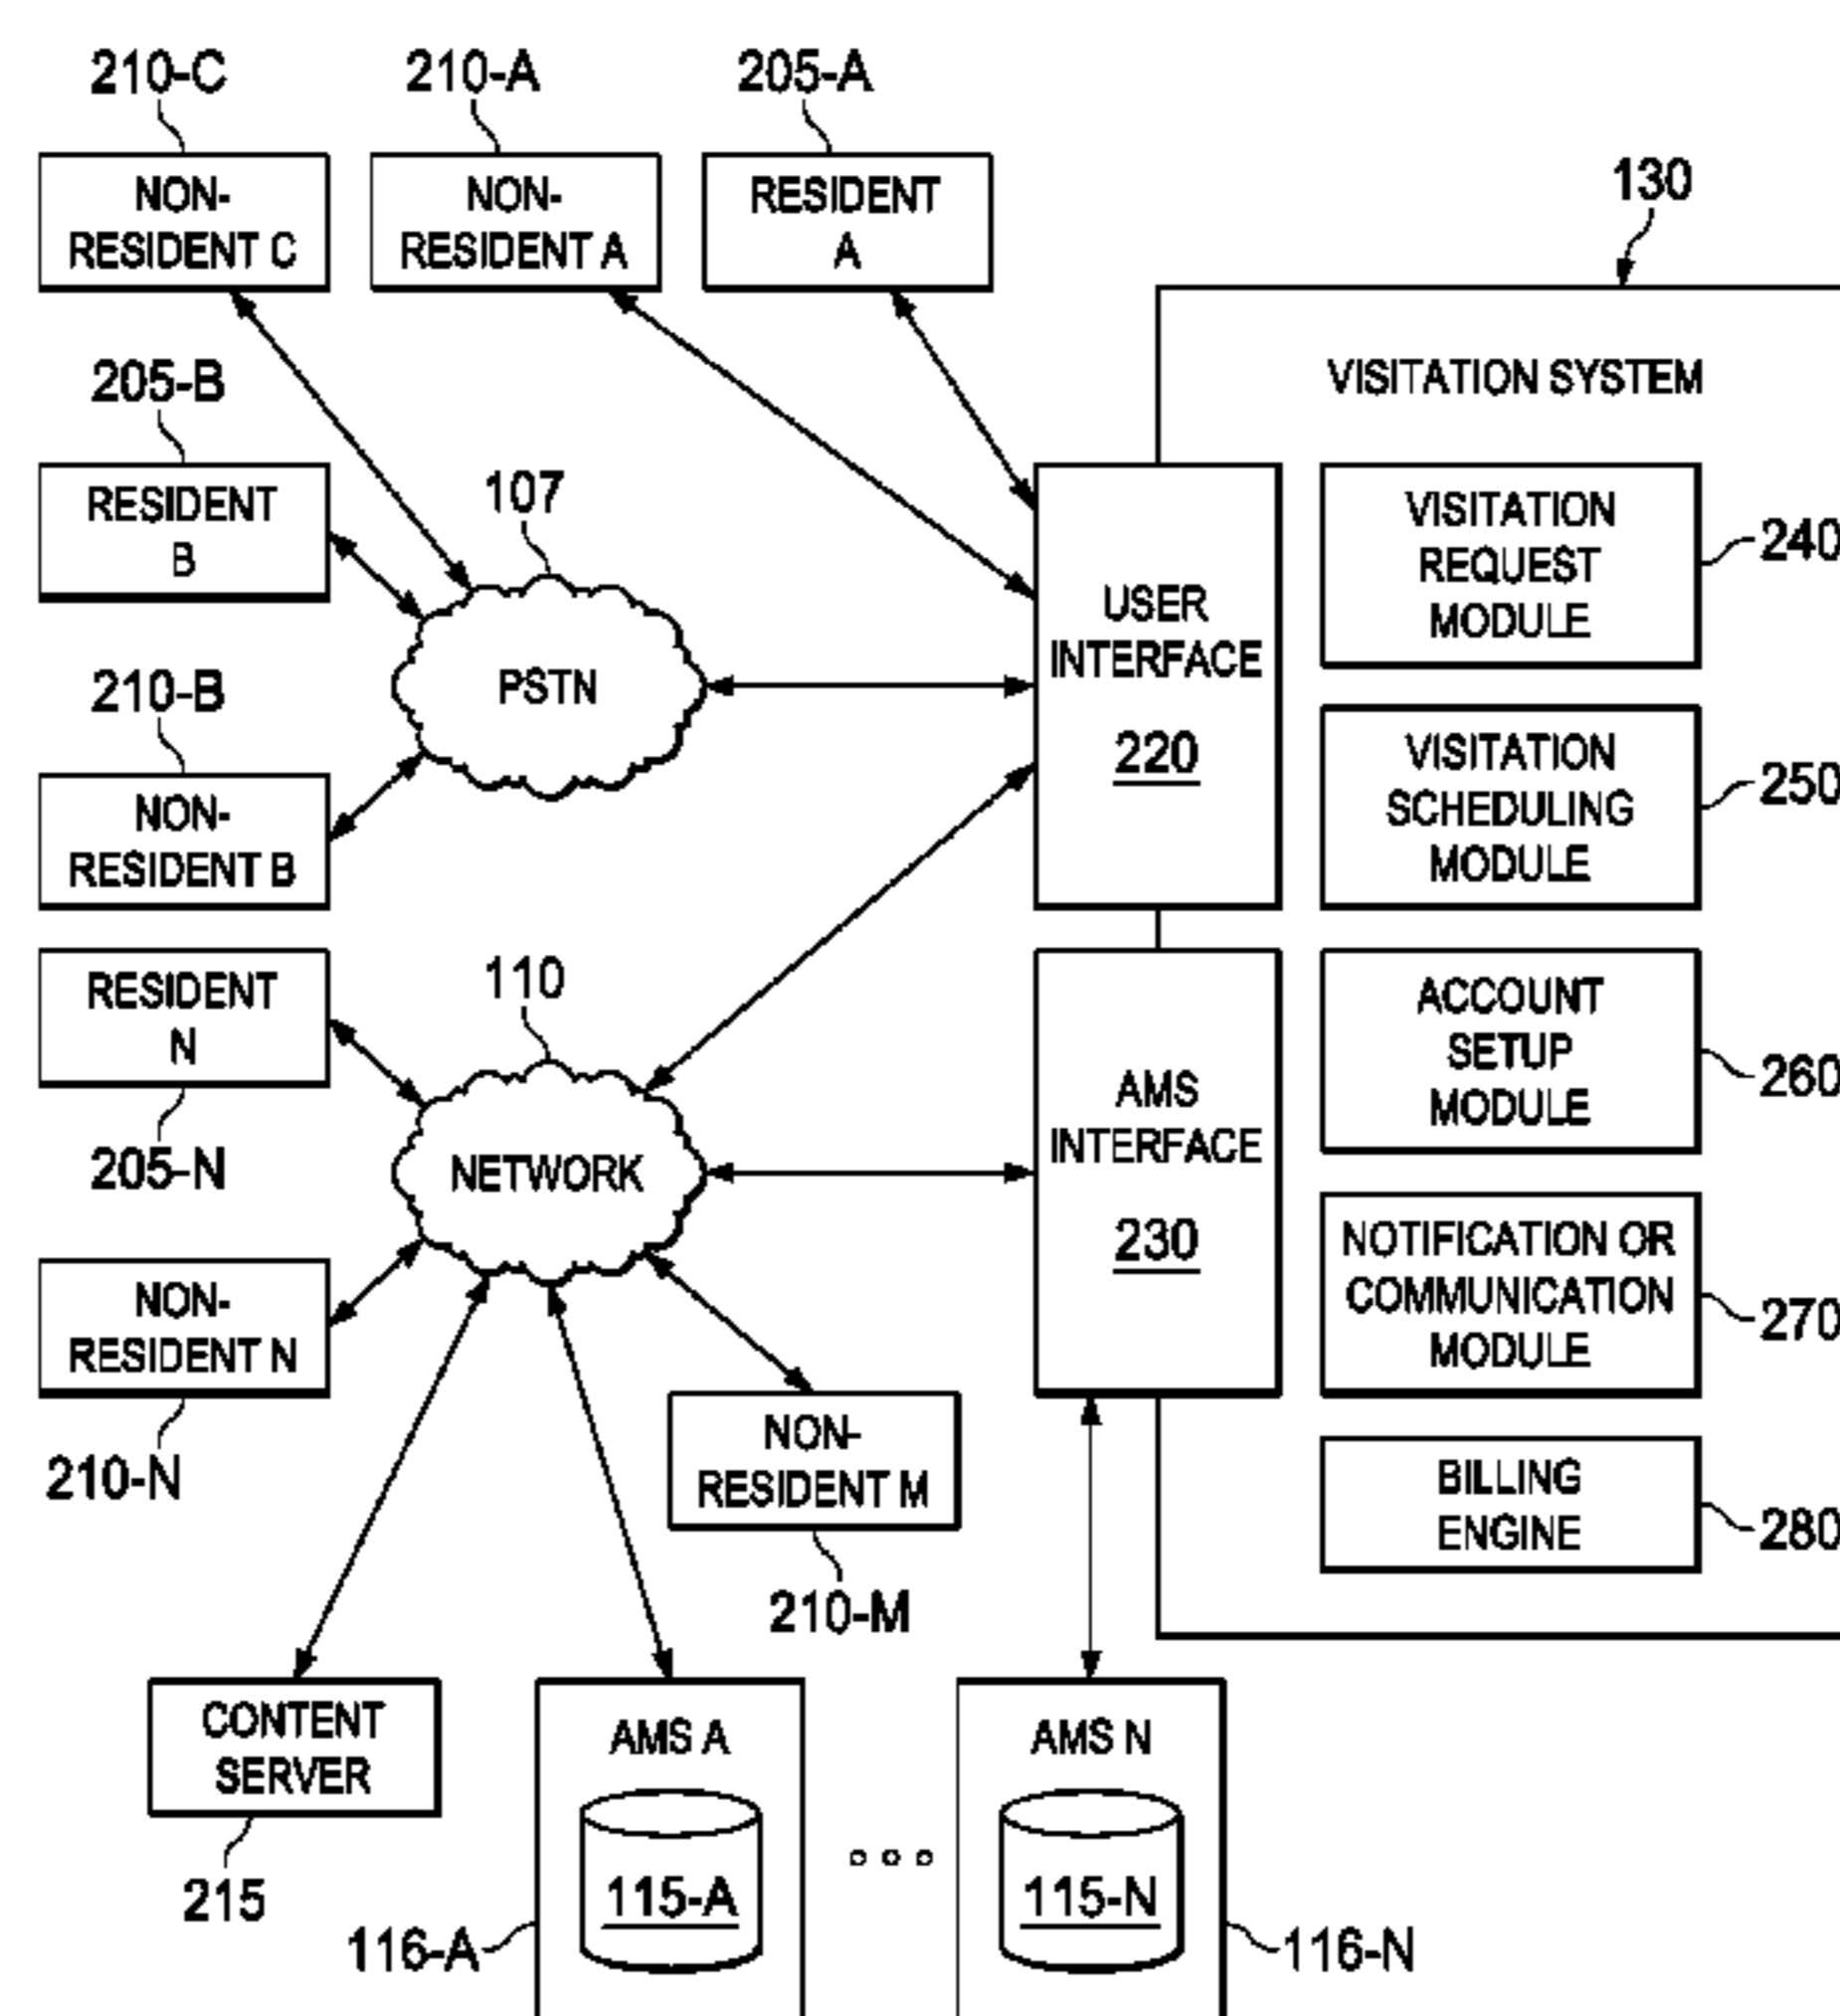 210-C
210-A
205-A
NON-
RESIDENT C
NON-
RESIDENT A
RESIDENT
A
130
VISITATION SYSTEM
205-B
RESIDENT
B
107
PSTN
210-B
NON-
RESIDENT B
USER
INTERFACE
220
VISITATION
REQUEST
MODULE
240
VISITATION
SCHEDULING
MODULE
250
RESIDENT
N
205-N
110
NETWORK
AMS
INTERFACE
230
ACCOUNT
SETUP
MODULE
260
NOTIFICATION OR
COMMUNICATION
MODULE
270
NON-
RESIDENT N
210-N
NON-
RESIDENT M
210-M
BILLING
ENGINE
280
CONTENT
SERVER
215
AMS A
115-A
116-A
AMS N
115-N
116-N